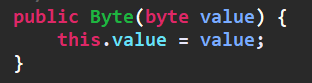 public Byte(byte value) {
    this.value = value;
}